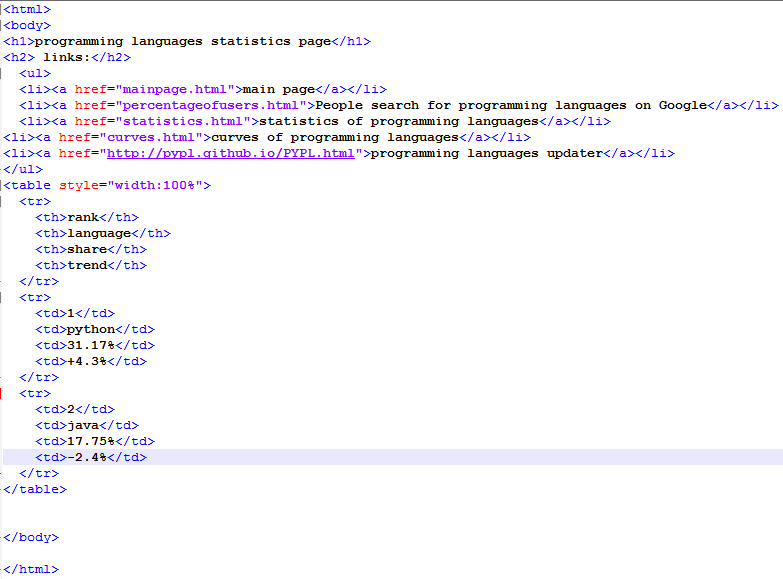 <html>
<body>
<h1>programming languages statistics page</h1>
<h2> links:</h2>
  <ul>
  <li><a href="mainpage.html">main page</a></li>
  <li><a href="percentageofusers.html">People search for programming languages on Google</a></li>
  <li><a href="statistics.html">statistics of programming languages</a></li>
<li><a href="curves.html">curves of programming languages</a></li>
<li><a href="http://pypl.github.io/PYPL.html">programming languages updater</a></li>
</ul>
<table style="width:100%">
  <tr>
    <th>rank</th>
    <th>language</th>
    <th>share</th>
    <th>trend</th>
  </tr>
  <tr>
    <td>1</td>
    <td>python</td>
    <td>31.17%</td>
    <td>+4.3%</td>
  </tr>
  <tr>
    <td>2</td>
    <td>java</td>
    <td>17.75%</td>
    <td>-2.4%</td>
  </tr>
</table>
</body>
</html>